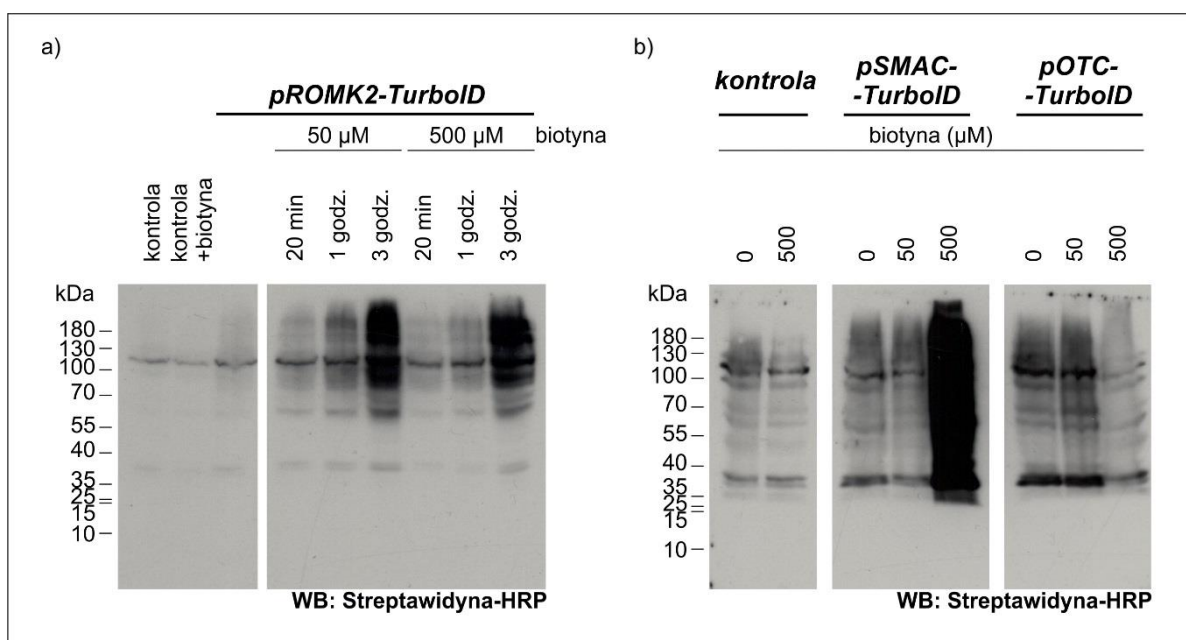 a)
pROMK2-TurboID
50 µM 500 µM biotyna
kontrola
kontrola
+biotyna
20 min
1 godz.
3 godz.
20 min
1 godz.
3 godz.
kDa
180
130
100
70
55
40
35
25
15
10
WB: Streptawidyna-HRP
b)
kontrola
pSMAC-
-TurboID
pOTC-
-TurboID
biotyna (µM)
0
500
0
50
500
0
50
500
kDa
180
130
100
70
55
40
35
25
15
10
WB: Streptawidyna-HRP